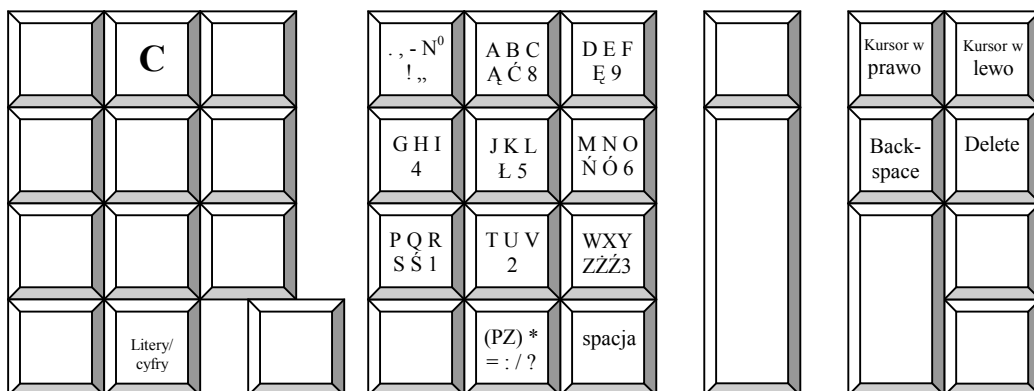 C
. , - N⁰
! „
A B C
Ą Ć 8
D E F
Ę 9
Kursor w
prawo
Kursor w
lewo
G H I
4
J K L
Ł 5
M N O
Ń Ó 6
Back-
space
Delete
P Q R
S Ś 1
T U V
2
WXY
ZŻŹ3
Litery/
cyfry
(PZ) *
= : / ?
spacja